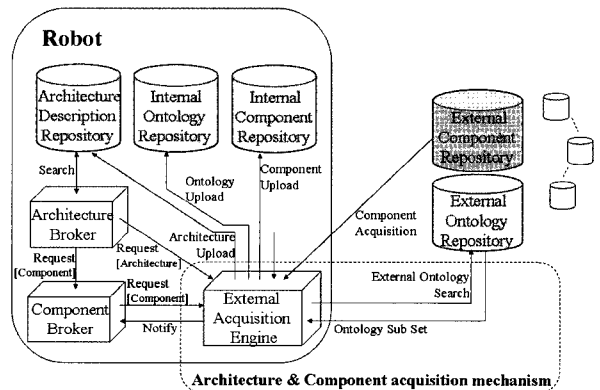 Robot
Architecture
Description
Repository
Internal
Ontology
Repository
Internal
Component
Repository
External
Component
Repository
Search
Ontology
Upload
Component
Upload
External
Ontology
Repository
Architecture
Broker
Component
Acquisition
Request
[Architecture]
Architecture
Upload
Request
[Component]
Request
[Component]
External Ontology
Search
Component
Broker
Notify
External
Acquisition
Engine
Ontology Sub Set
Architecture & Component acquisition mechanism